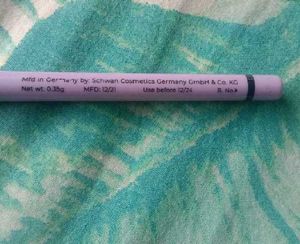 Mfd in Germany by: Schwan Cosmetics Germany GmbH & Co. KG
Net wt. 0.35g MFD: 12/21 Use before 12/24 B. No.